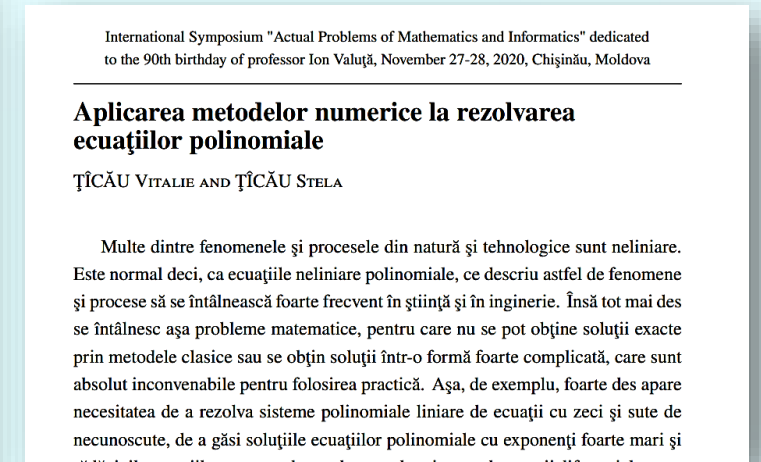 International Symposium "Actual Problems of Mathematics and Informatics" dedicated
to the 90th birthday of professor Ion Valuţă, November 27-28, 2020, Chişinău, Moldova
Aplicarea metodelor numerice la rezolvarea
ecuaţiilor polinomiale
ŢÎCĂU Vitalie and ŢÎCĂU Stela
Multe dintre fenomenele şi procesele din natură şi tehnologice sunt neliniare.
Este normal deci, ca ecuaţiile neliniare polinomiale, ce descriu astfel de fenomene
şi procese să se întâlnească foarte frecvent în ştiinţă şi în inginerie. Însă tot mai des
se întâlnesc aşa probleme matematice, pentru care nu se pot obţine soluţii exacte
prin metodele clasice sau se obţin soluţii într-o formă foarte complicată, care sunt
absolut inconvenabile pentru folosirea practică. Aşa, de exemplu, foarte des apare
necesitatea de a rezolva sisteme polinomiale liniare de ecuaţii cu zeci şi sute de
necunoscute, de a găsi soluţiile ecuaţiilor polinomiale cu exponenţi foarte mari şi